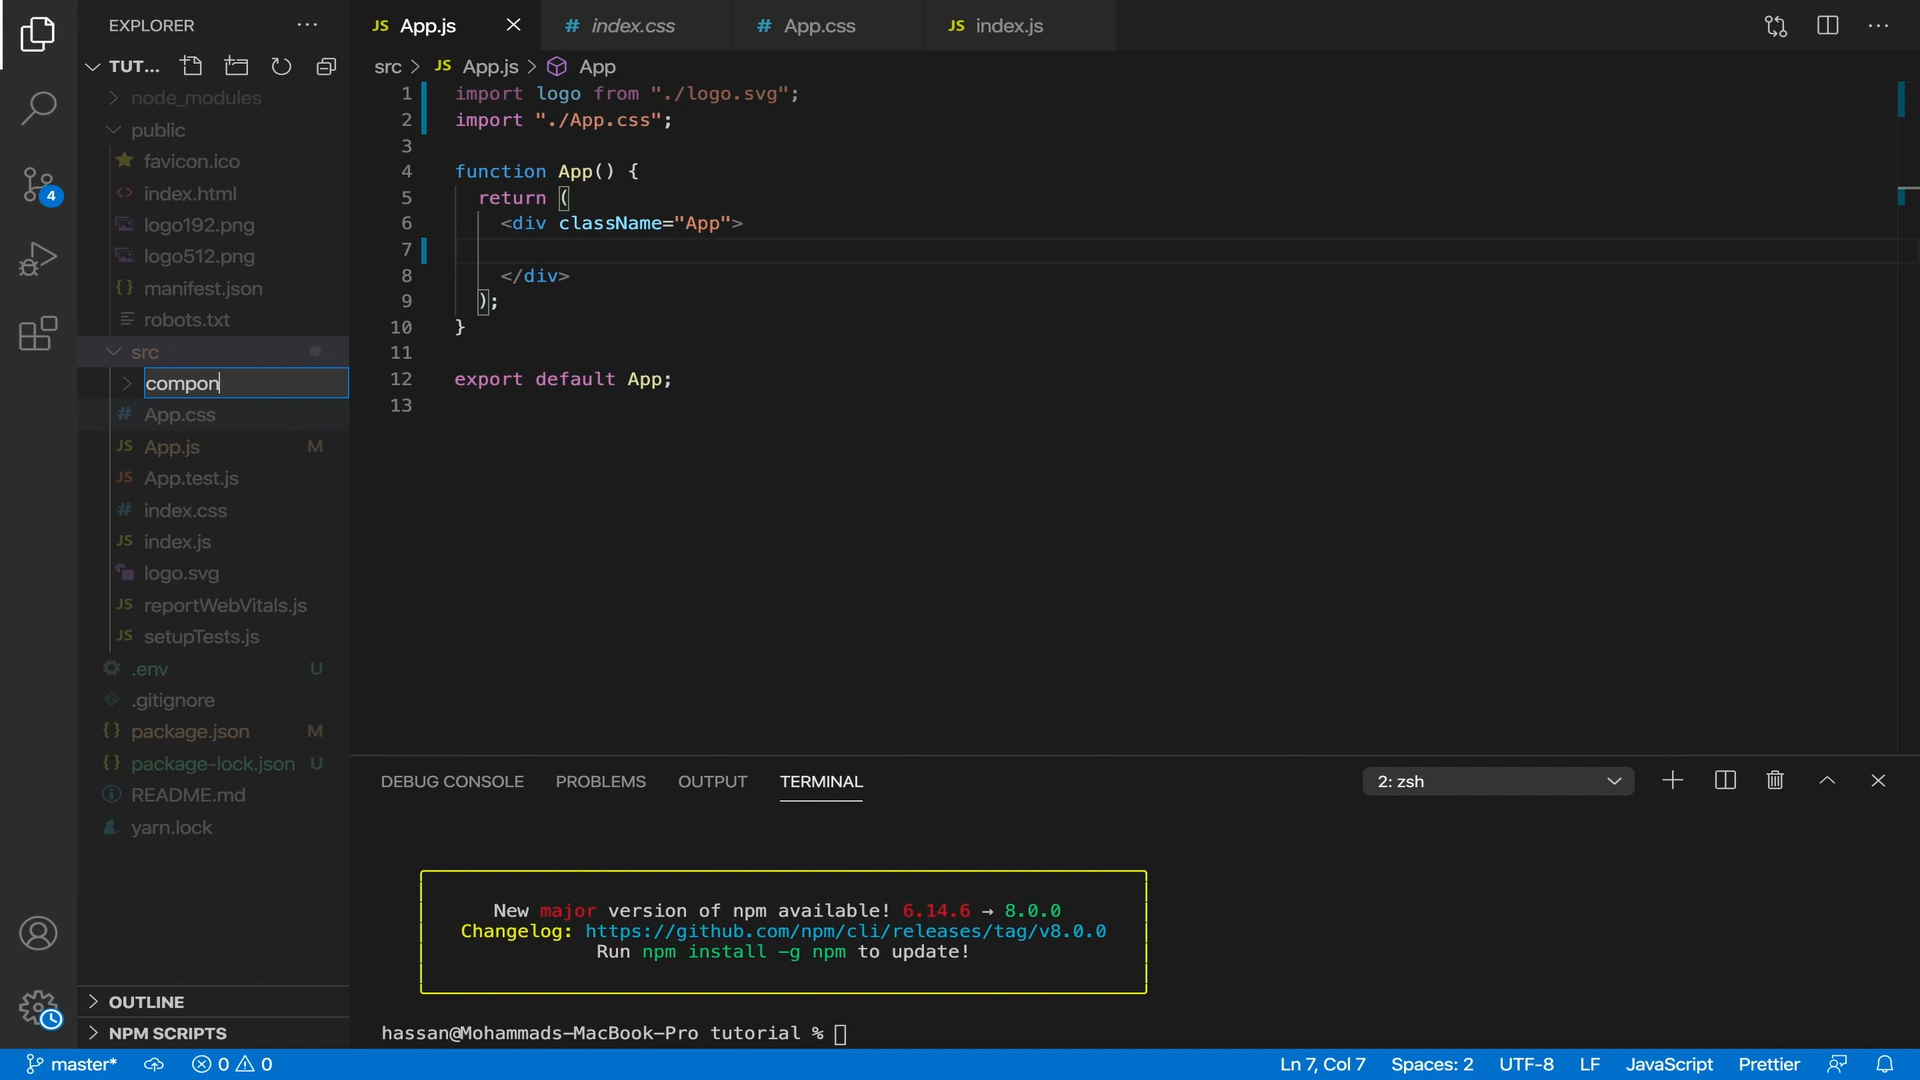 EXPLORER
TUT...
node_modules
public
favicon.ico
index.html
logo192.png
logo512.png
manifest.json
robots.txt
src
compon
App.css
App.js M
App.test.js
index.css
index.js
logo.svg
reportWebVitals.js
setupTests.js
.env U
.gitignore
package.json M
package-lock.json U
README.md
yarn.lock
OUTLINE
NPM SCRIPTS
4
JS App.js
# index.css
# App.css
JS index.js
src > JS App.js > App
1 import logo from "./logo.svg";
2 import "./App.css";
3
4 function App() {
5 return (
6 <div className="App">
7
8 </div>
9 );
10 }
11
12 export default App;
13
DEBUG CONSOLE PROBLEMS OUTPUT TERMINAL
2: zsh
New major version of npm available! 6.14.6 → 8.0.0
Changelog: https://github.com/npm/cli/releases/tag/v8.0.0
Run npm install -g npm to update!
hassan@Mohammads-MacBook-Pro tutorial %
master* 0 0 Ln 7, Col 7 Spaces: 2 UTF-8 LF JavaScript Prettier